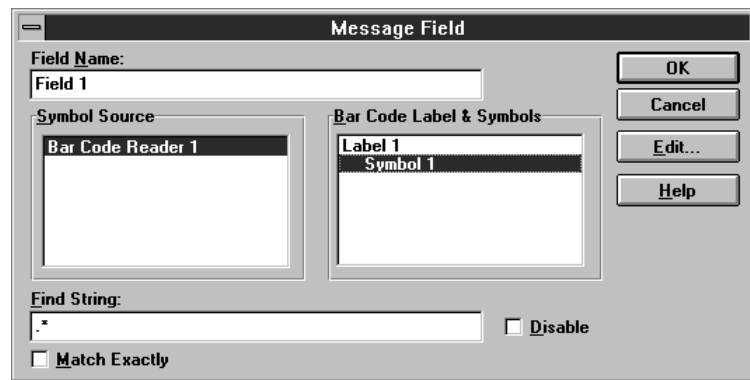 Message Field
Field Name:
Field 1
OK
Cancel
Edit...
Help
Symbol Source
Bar Code Reader 1
Bar Code Label & Symbols
Label 1
Symbol 1
Find String:
.*
Disable
Match Exactly